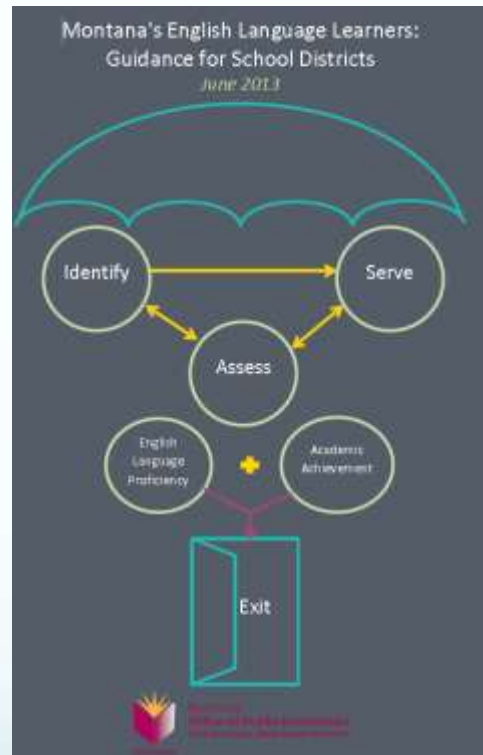 Montana's English Language Learners:
Guidance for School Districts
June 2013
Identify
Serve
Assess
English
Language
Proficiency
Academic
Achievement
Exit